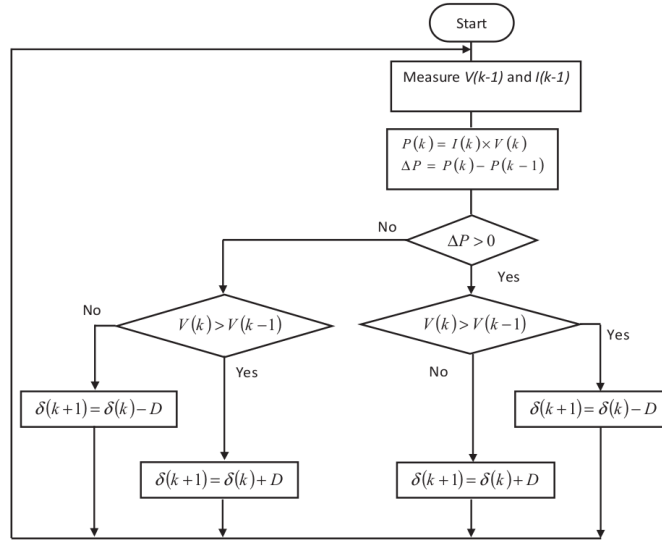 Start
Measure V(k-1) and I(k-1)
P(k) = I(k)×V(k)
ΔP = P(k)− P(k−1)
No
ΔP > 0
Yes
No
V(k) > V(k−1)
V(k) > V(k−1)
Yes
Yes
No
δ(k+1) = δ(k)− D
δ(k+1) = δ(k)− D
δ(k+1) = δ(k)+ D
δ(k+1) = δ(k)+ D